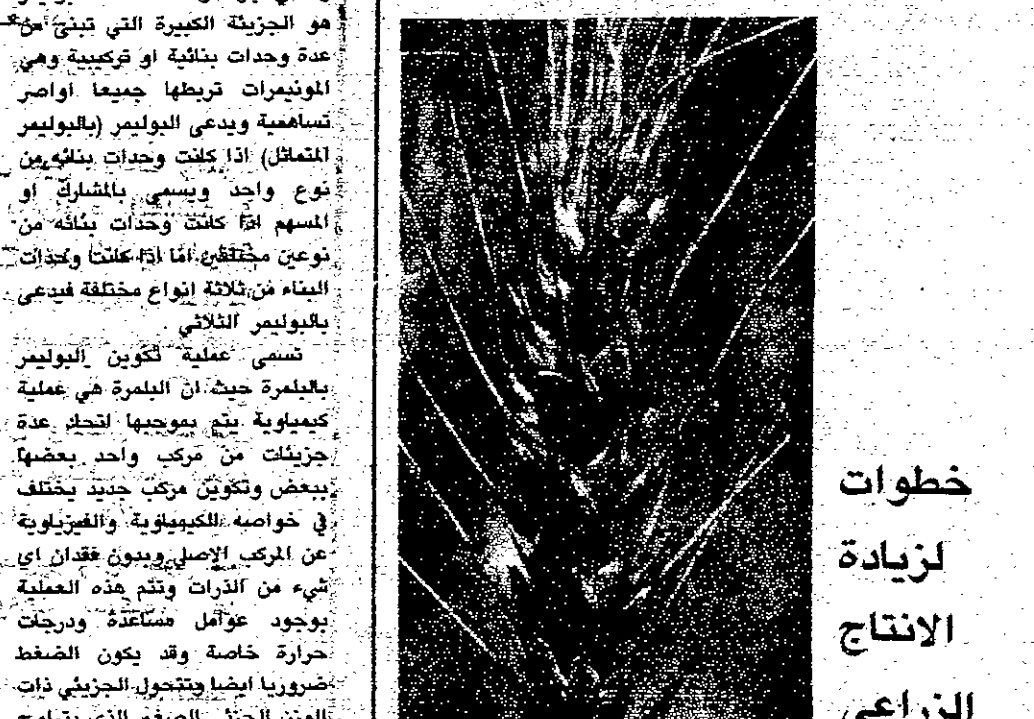 خطوات
لزيادة
الانتاج
الزراعي
هو الجزيئة الكبيرة التي تبنى من
عدة وحدات بنائية او تركيبية وهي
المونيمرات تربطها جميعا اواصر
تساهمية ويدعى البوليمر (بالبوليمر
المتماثل) اذا كانت وحدات بنائه من
نوع واحد ويسمى بالمشارك او
المسهم اذا كانت وحدات بنائه من
نوعين مختلفين اما اذا كانت وحدات
البناء من ثلاثة انواع مختلفة فيدعى
بالبوليمر الثلاثي
تسمى عملية تكوين البوليمر
بالبلمرة حيث ان البلمرة هي عملية
كيمياوية يتم بموجبها اتحاد عدة
جزيئات من مركب واحد بعضها
ببعض وتكوين مركب جديد يختلف
في خواصه الكيمياوية والفيزياوية
عن المركب الاصلي وبدون فقدان اي
شيء من الذرات وتتم هذه العملية
بوجود عوامل مساعدة ودرجات
حرارة خاصة وقد يكون الضغط
ضروريا ايضا وتتحول الجزيئي ذات